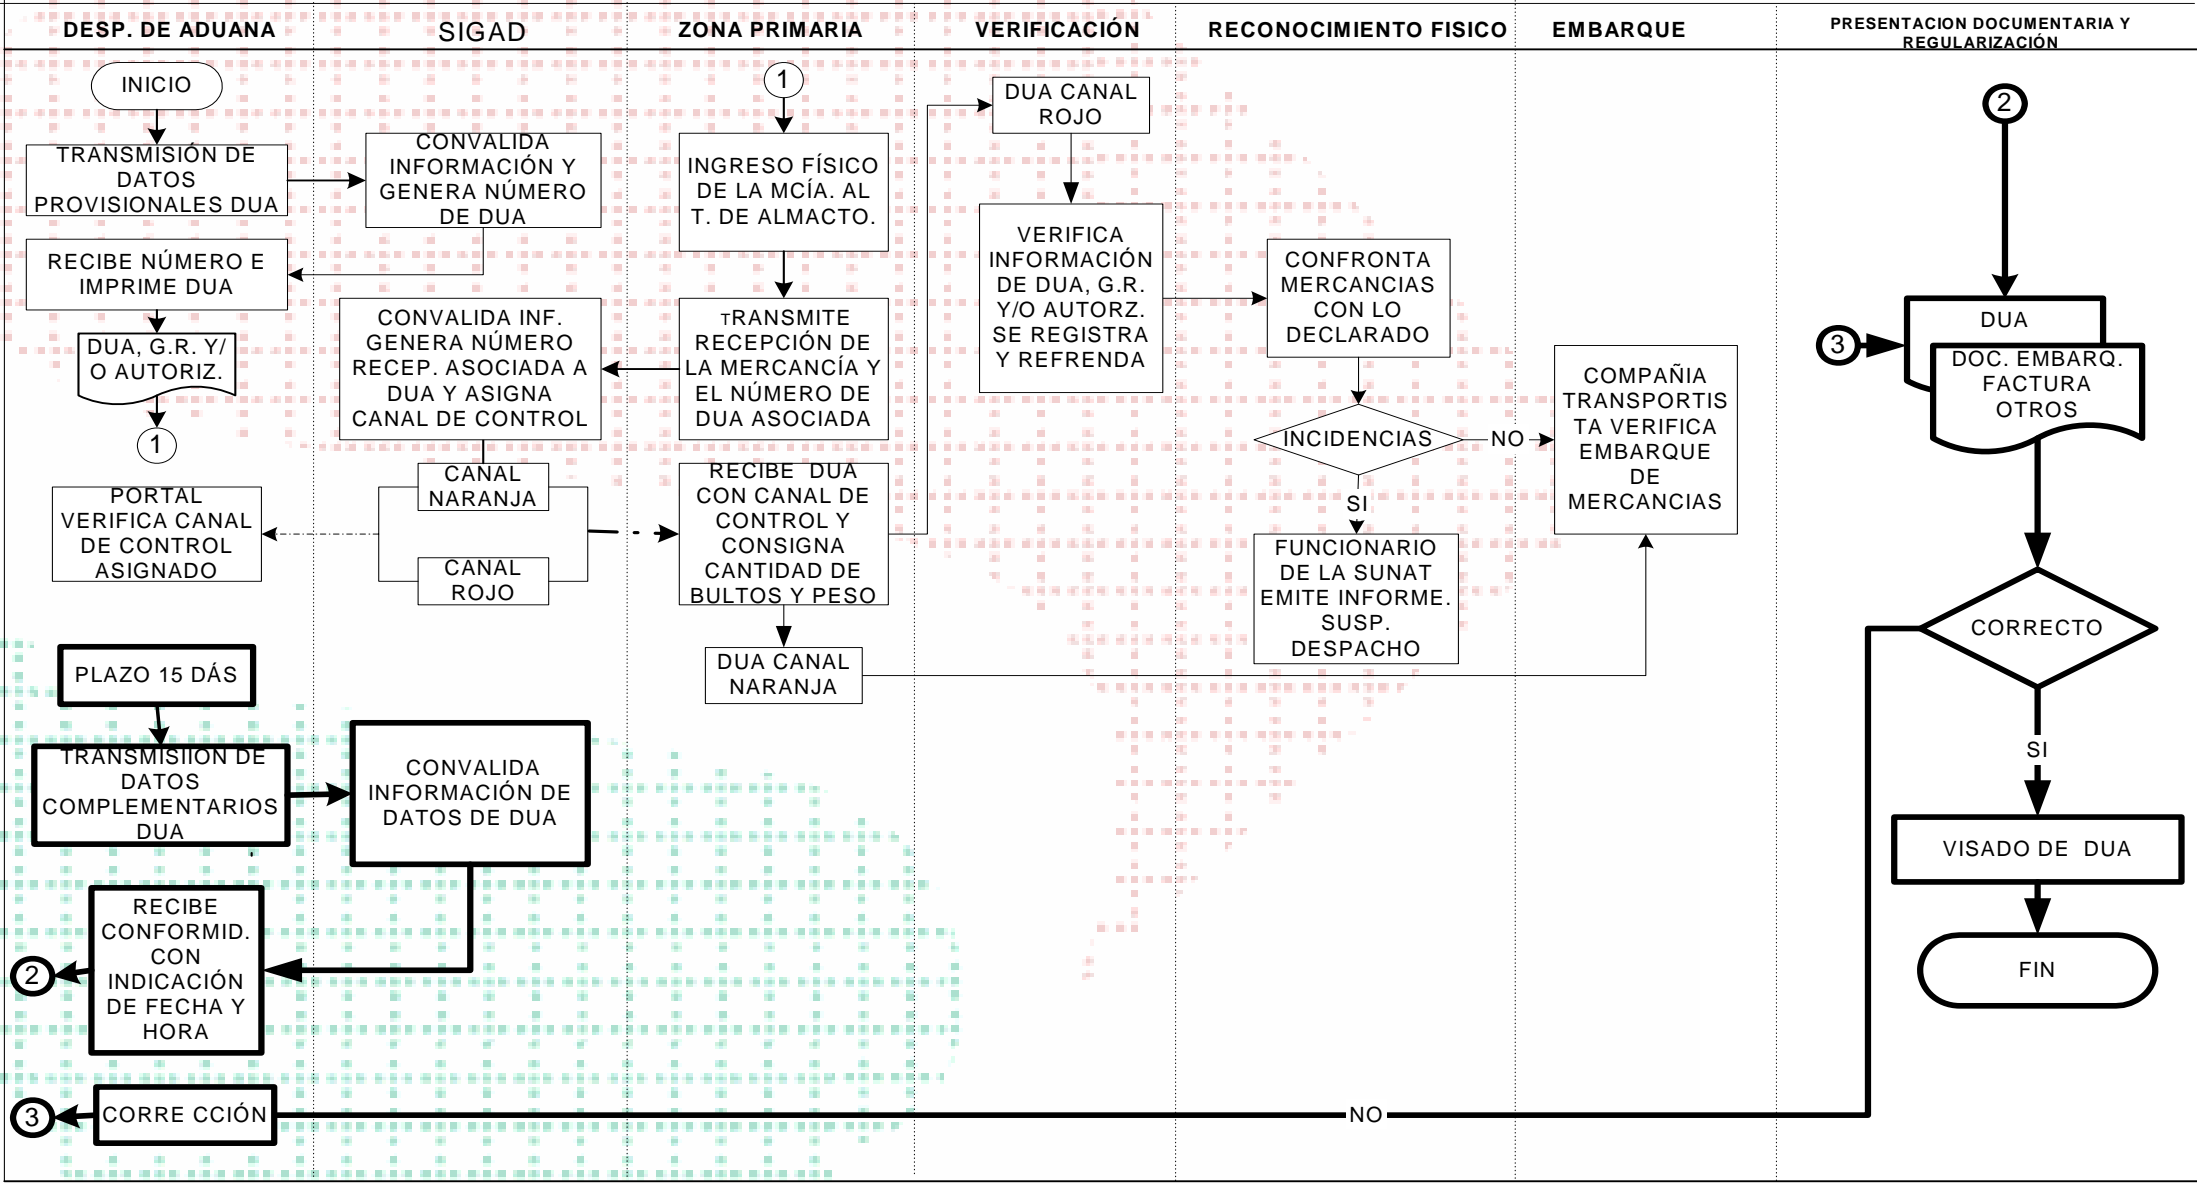 DESP. DE ADUANA
SIGAD
ZONA PRIMARIA
VERIFICACIÓN
RECONOCIMIENTO FISICO
EMBARQUE
PRESENTACION DOCUMENTARIA Y
REGULARIZACIÓN
INICIO
TRANSMISIÓN DE
DATOS
PROVISIONALES DUA
RECIBE NÚMERO E
IMPRIME DUA
DUA, G.R. Y/
O AUTORIZ.
1
PORTAL
VERIFICA CANAL
DE CONTROL
ASIGNADO
PLAZO 15 DÁS
TRANSMISIION DE
DATOS
COMPLEMENTARIOS
DUA
RECIBE
CONFORMID.
CON
INDICACIÓN
DE FECHA Y
HORA
2
CORRE CCIÓN
3
CONVALIDA
INFORMACIÓN Y
GENERA NÚMERO
DE DUA
CONVALIDA INF.
GENERA NÚMERO
RECEP. ASOCIADA A
DUA Y ASIGNA
CANAL DE CONTROL
CANAL
NARANJA
CANAL
ROJO
CONVALIDA
INFORMACIÓN DE
DATOS DE DUA
1
INGRESO FÍSICO
DE LA MCÍA. AL
T. DE ALMACTO.
TRANSMITE
RECEPCIÓN DE
LA MERCANCÍA Y
EL NÚMERO DE
DUA ASOCIADA
RECIBE DUA
CON CANAL DE
CONTROL Y
CONSIGNA
CANTIDAD DE
BULTOS Y PESO
DUA CANAL
NARANJA
DUA CANAL
ROJO
VERIFICA
INFORMACIÓN
DE DUA, G.R.
Y/O AUTORZ.
SE REGISTRA
Y REFRENDA
CONFRONTA
MERCANCIAS
CON LO
DECLARADO
INCIDENCIAS
NO
SI
FUNCIONARIO
DE LA SUNAT
EMITE INFORME.
SUSP.
DESPACHO
COMPAÑIA
TRANSPORTIS
TA VERIFICA
EMBARQUE
DE
MERCANCIAS
2
3
DUA
DOC. EMBARQ.
FACTURA
OTROS
CORRECTO
NO
SI
VISADO DE DUA
FIN